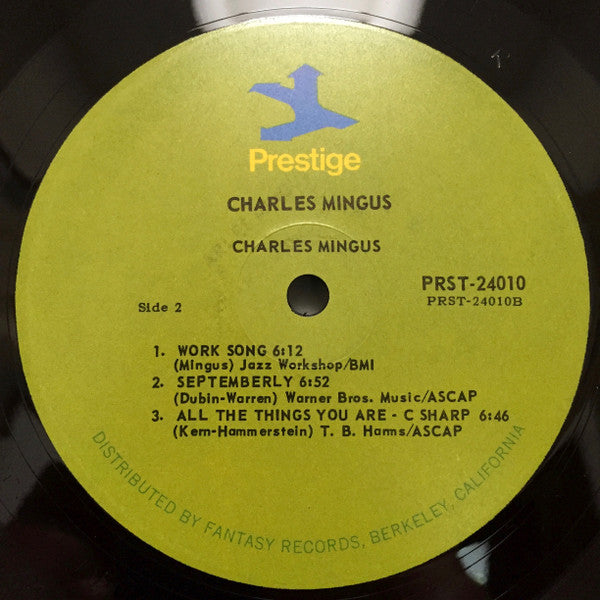 Prestige
CHARLES MINGUS
CHARLES MINGUS
PRST-24010
Side 2
PRST-24010B
1. WORK SONG 6:12
(Mingus) Jazz Workshop/BMI
2. SEPTEMBERLY 6:52
(Dubin-Warren) Warner Bros. Music/ASCAP
3. ALL THE THINGS YOU ARE - C SHARP 6:46
(Kern-Hammerstein) T. B. Harms/ASCAP
DISTRIBUTED BY FANTASY RECORDS, BERKELEY, CALIFORNIA